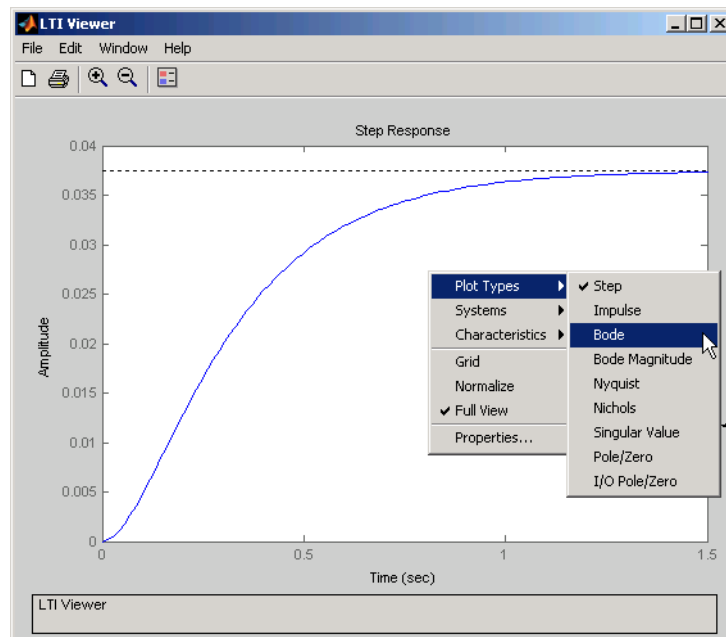 LTI Viewer
File Edit Window Help
Step Response
0.04
0.035
0.03
0.025
0.02
0.015
0.01
0.005
0
Amplitude
0 0.5 1 1.5
Time (sec)
Plot Types
Systems
Characteristics
Grid
Normalize
Full View
Properties...
Step
Impulse
Bode
Bode Magnitude
Nyquist
Nichols
Singular Value
Pole/Zero
I/O Pole/Zero
LTI Viewer